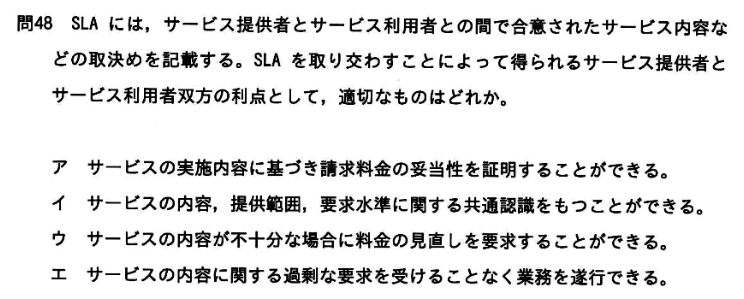 問48 SLA には，サービス提供者とサービス利用者との間で合意されたサービス内容な
どの取決めを記載する。SLA を取り交わすことによって得られるサービス提供者と
サービス利用者双方の利点として，適切なものはどれか。
ア サービスの実施内容に基づき請求料金の妥当性を証明することができる。
イ サービスの内容，提供範囲，要求水準に関する共通認識をもつことができる。
ウ サービスの内容が不十分な場合に料金の見直しを要求することができる。
エ サービスの内容に関する過剰な要求を受けることなく業務を遂行できる。